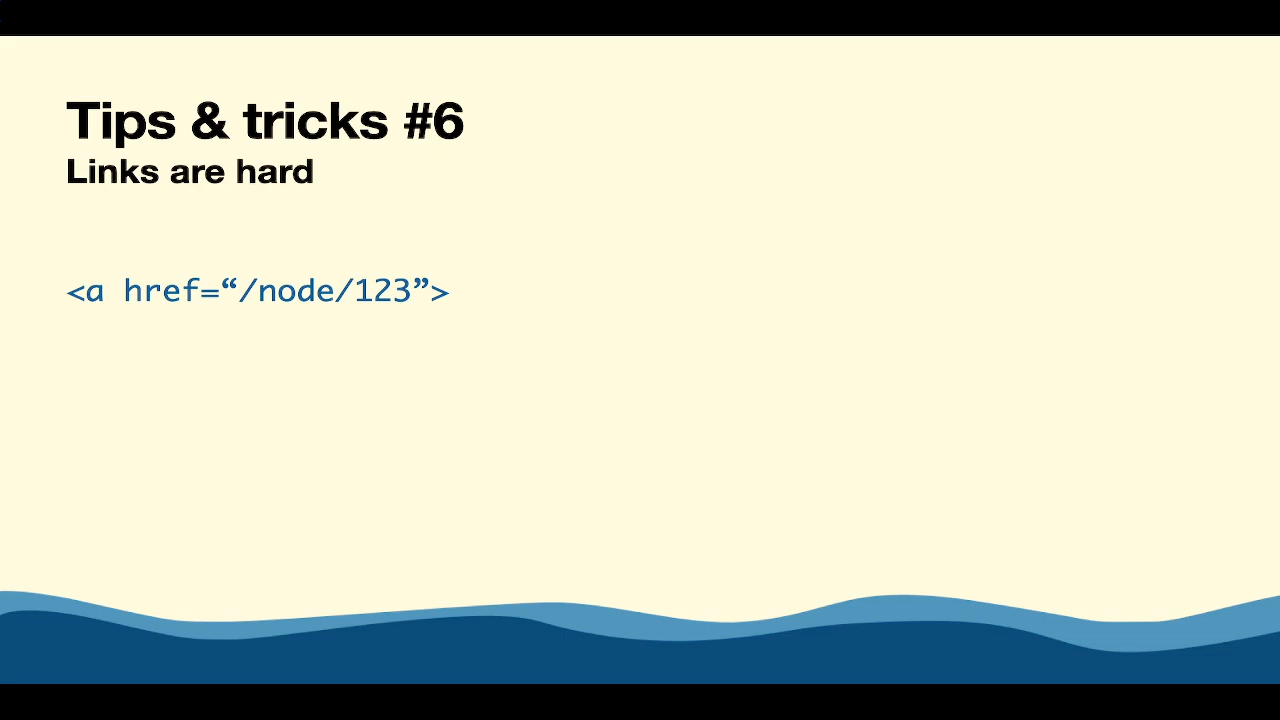 Tips & tricks #6
Links are hard
<a href=“/node/123”>